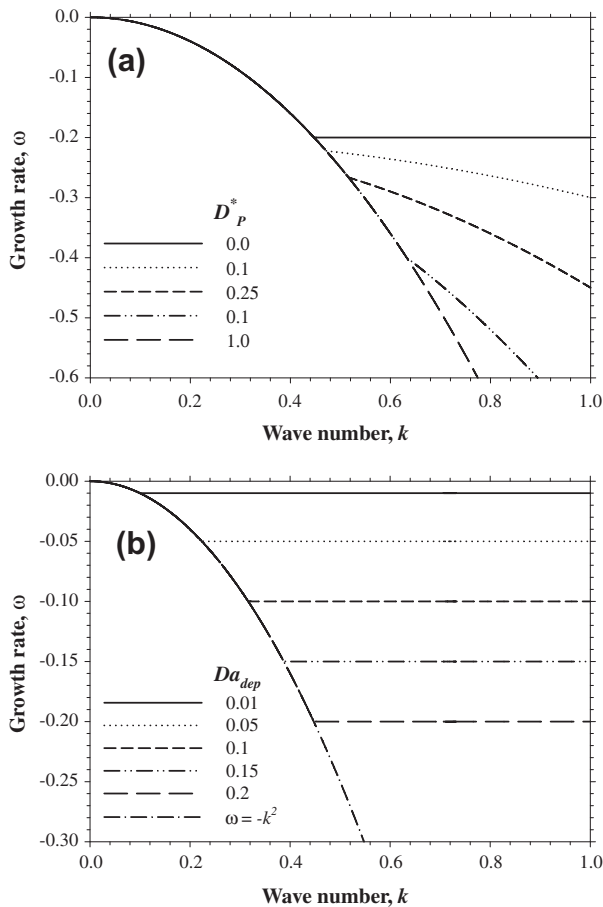 0.0
(a)
-0.1
-0.2
-0.3
-0.4
-0.5
-0.6
Growth rate, ω
D*P
0.0
0.1
0.25
0.1
1.0
0.0 0.2 0.4 0.6 0.8 1.0
Wave number, k
0.00
(b)
-0.05
-0.10
-0.15
-0.20
-0.25
-0.30
Growth rate, ω
Da_dep
0.01
0.05
0.1
0.15
0.2
ω = -k²
0.0 0.2 0.4 0.6 0.8 1.0
Wave number, k